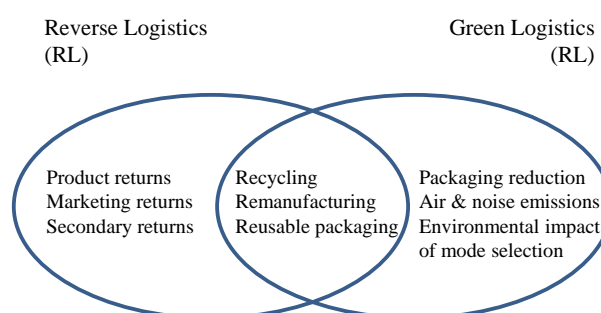 Reverse Logistics
(RL)
Green Logistics
(RL)
Product returns
Marketing returns
Secondary returns
Recycling
Remanufacturing
Reusable packaging
Packaging reduction
Air & noise emissions
Environmental impact
of mode selection